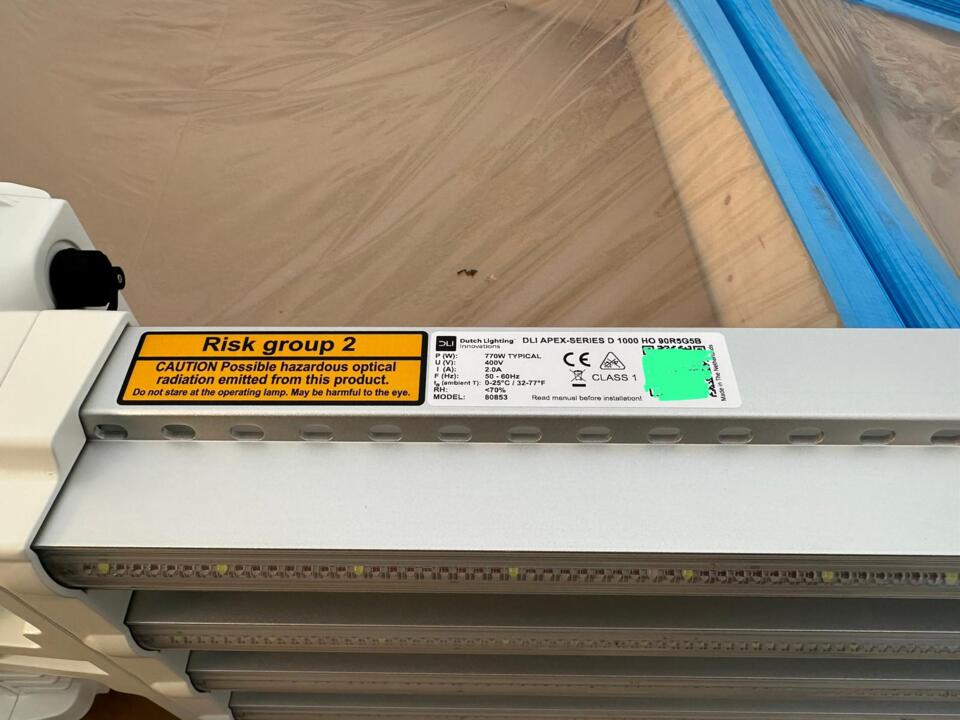 Risk group 2
CAUTION Possible hazardous optical
radiation emitted from this product.
Do not stare at the operating lamp. May be harmful to the eye.
DLI
Dutch Lighting
Innovations
DLI APEX-SERIES D 1000 HO 90R5G5B
P (W): 770W TYPICAL
U (V): 400V
I (A): 2.0A
F (Hz): 50 - 60Hz
(ambient T): 0-25°C / 32-77°F
RH: <70%
MODEL: 80853
CE
CLASS 1
Read manual before installation!
Made in The Netherlands